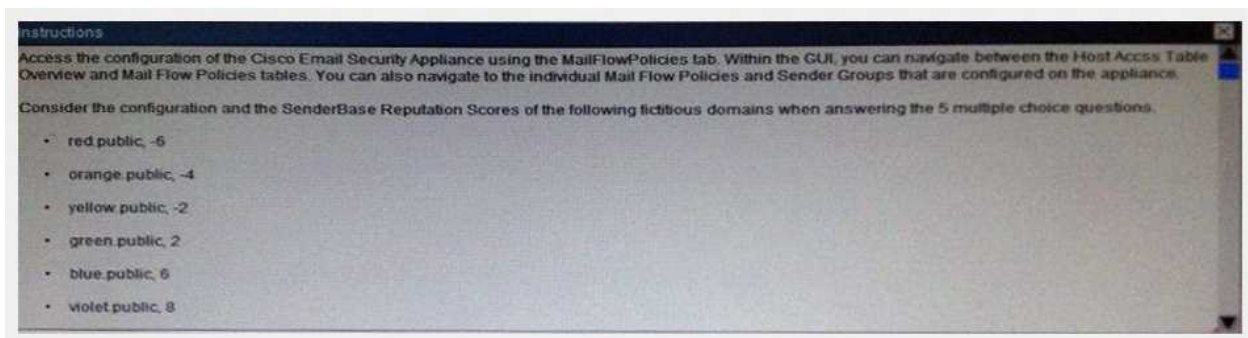 Instructions
Access the configuration of the Cisco Email Security Appliance using the MailFlowPolicies tab. Within the GUI, you can navigate between the Host Accss Table
Overview and Mail Flow Policies tables. You can also navigate to the individual Mail Flow Policies and Sender Groups that are configured on the appliance.
Consider the configuration and the SenderBase Reputation Scores of the following fictitious domains when answering the 5 multiple choice questions.
• red.public, -6
• orange.public, -4
• yellow.public, -2
• green.public, 2
• blue.public, 6
• violet.public, 8